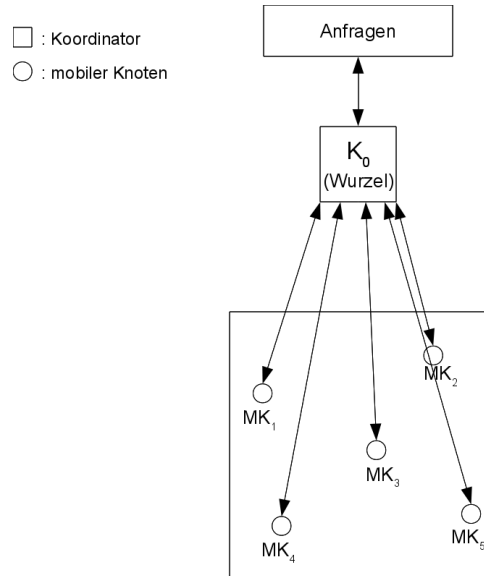 : Koordinator
: mobiler Knoten
Anfragen
K₀
(Wurzel)
MK₂
MK₁
MK₃
MK₅
MK₄